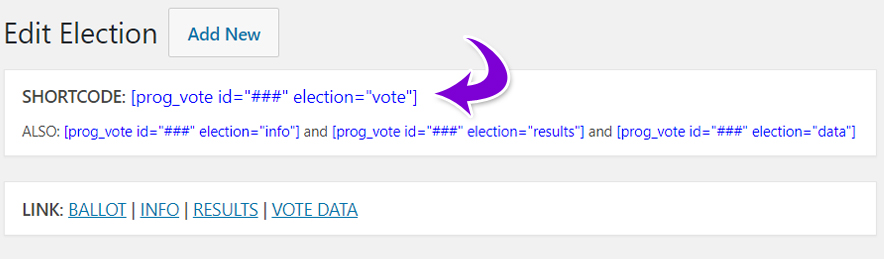 Edit Election Add New
SHORTCODE: [prog_vote id="###" election="vote"]
ALSO: [prog_vote id="###" election="info"] and [prog_vote id="###" election="results"] and [prog_vote id="###" election="data"]
LINK: BALLOT | INFO | RESULTS | VOTE DATA